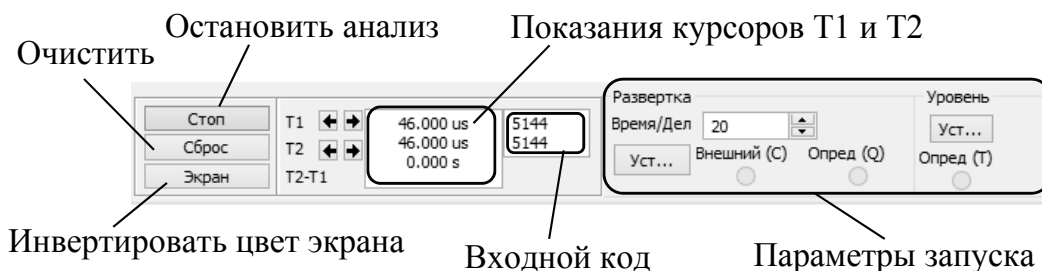 Остановить анализ
Показания курсоров Т1 и Т2
Очистить
Стоп
Сброс
Экран
T1
T2
T2-T1
46.000 us
46.000 us
0.000 s
5144
5144
Развертка
Время/Дел 20
Уст...
Внешний (C)
Опред (Q)
Уровень
Уст...
Опред (T)
Инвертировать цвет экрана
Входной код
Параметры запуска